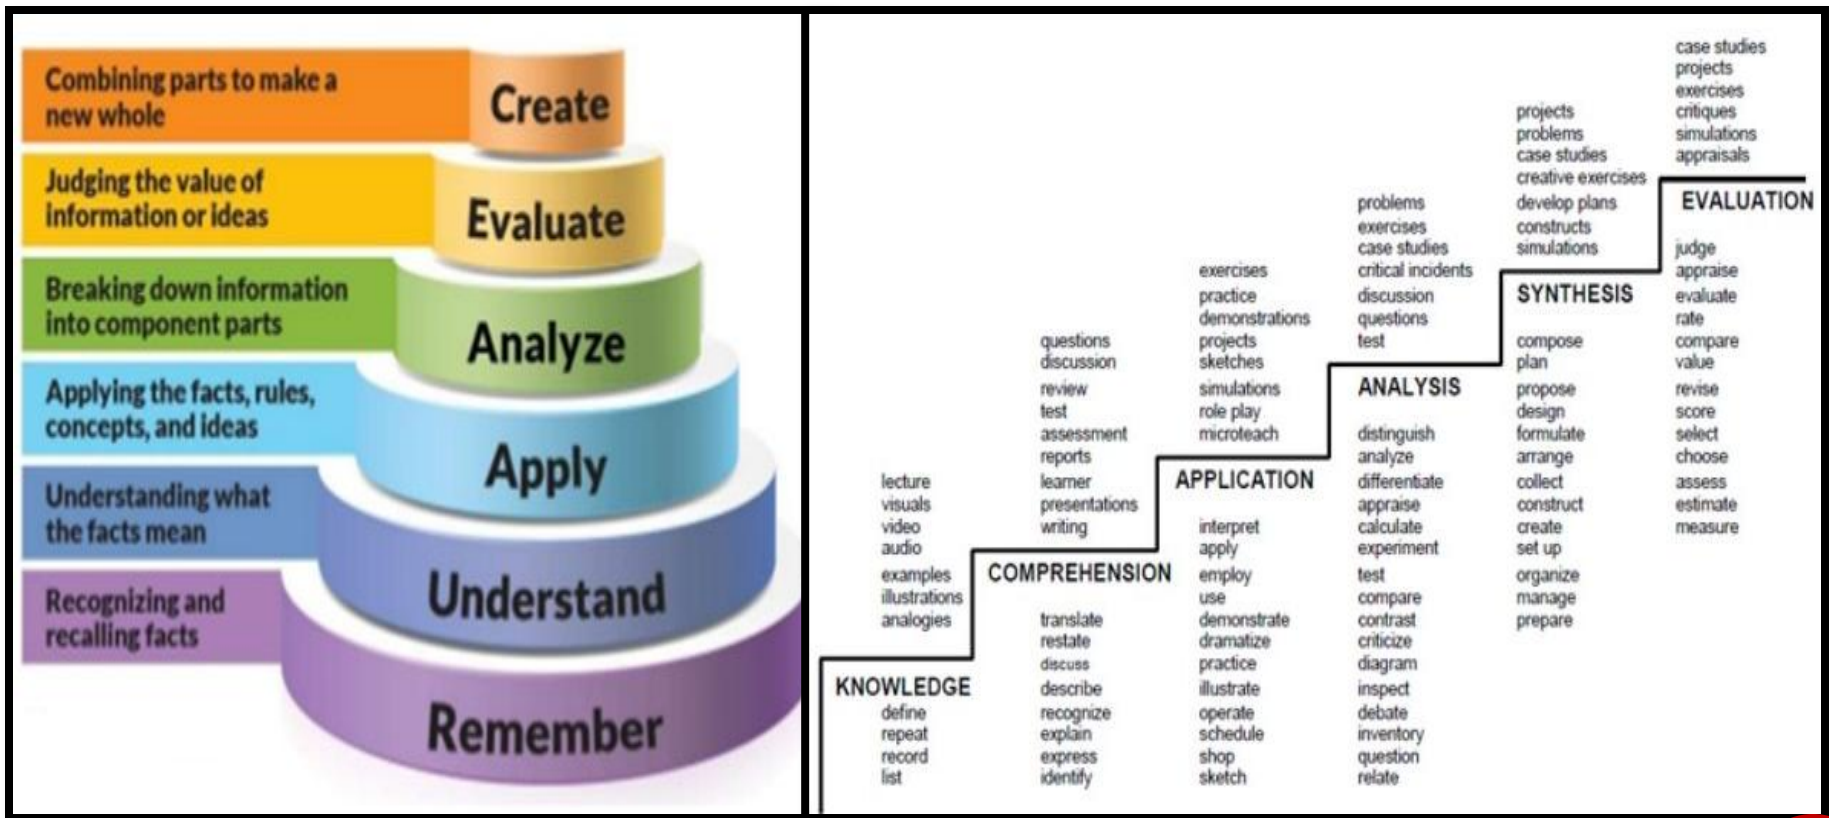 Combining parts to make a
new whole
Create
Judging the value of
information or ideas
Evaluate
Breaking down information
into component parts
Analyze
Applying the facts, rules,
concepts, and ideas
Apply
Understanding what
the facts mean
Understand
Recognizing and
recalling facts
Remember
lecture
visuals
video
audio
examples
illustrations
analogies
KNOWLEDGE
define
repeat
record
list
questions
discussion
review
test
assessment
reports
learner
presentations
writing
COMPREHENSION
translate
restate
discuss
describe
recognize
explain
express
identify
exercises
practice
demonstrations
projects
sketches
simulations
role play
microteach
APPLICATION
interpret
apply
employ
use
demonstrate
dramatize
practice
illustrate
operate
schedule
shop
sketch
problems
exercises
case studies
critical incidents
discussion
questions
test
ANALYSIS
distinguish
analyze
differentiate
appraise
calculate
experiment
test
compare
contrast
criticize
diagram
inspect
debate
inventory
question
relate
projects
problems
case studies
creative exercises
develop plans
constructs
simulations
SYNTHESIS
compose
plan
propose
design
formulate
arrange
collect
construct
create
set up
organize
manage
prepare
case studies
projects
exercises
critiques
simulations
appraisals
EVALUATION
judge
appraise
evaluate
rate
compare
value
revise
score
select
choose
assess
estimate
measure